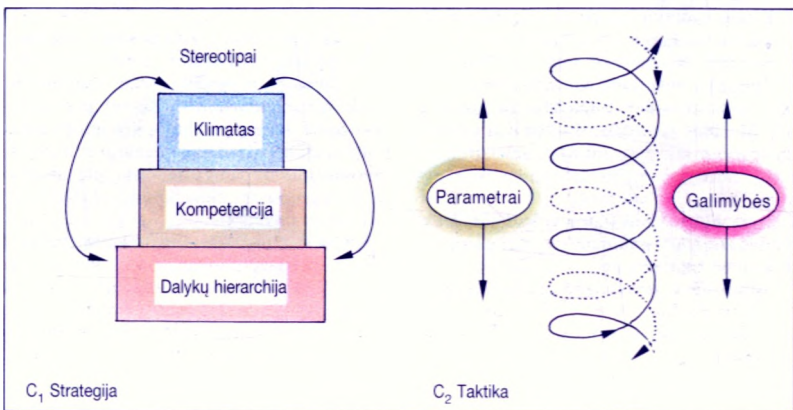 Stereotipai
Klimatas
Kompetencija
Dalykų hierarchija
C₁ Strategija
Parametrai
Galimybės
C₂ Taktika